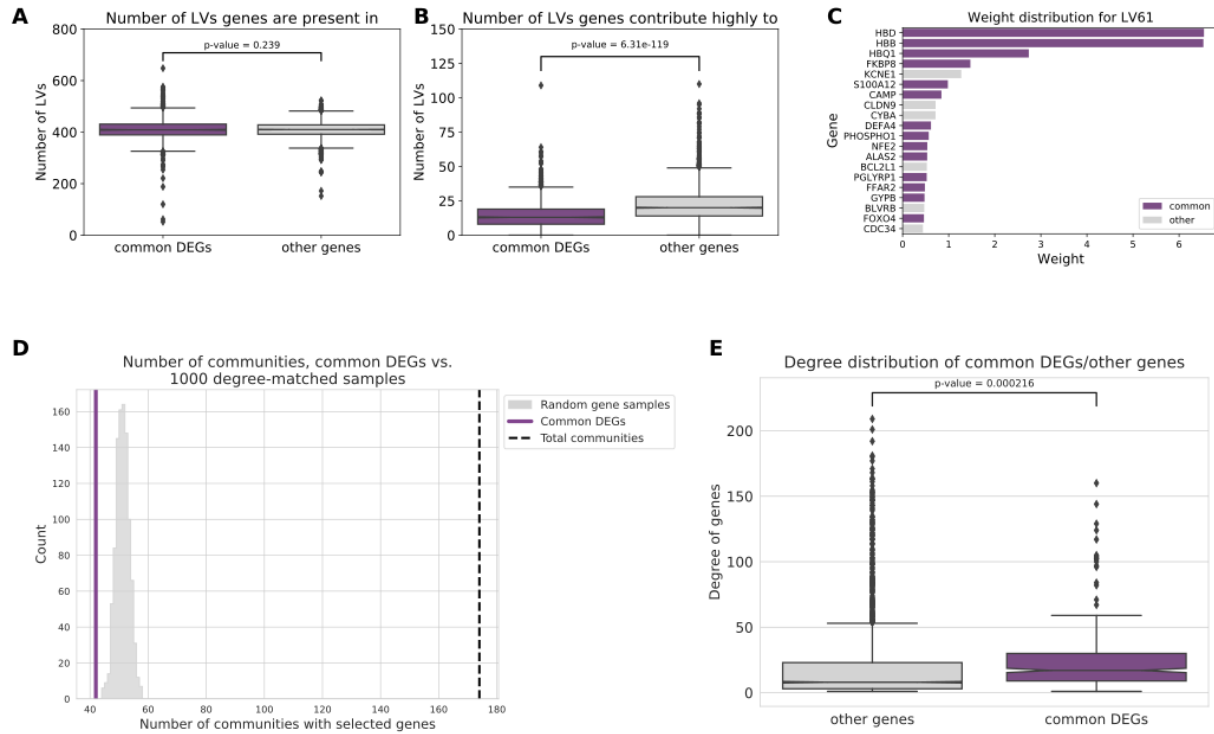 A
Number of LVs genes are present in
800
600
400
200
0
Number of LVs
p-value = 0.239
common DEGs
other genes
B
Number of LVs genes contribute highly to
150
125
100
75
50
25
0
Number of LVs
p-value = 6.31e-119
common DEGs
other genes
C
Weight distribution for LV61
HBD
HBB
HBQ1
FKBP8
KCNE1
S100A12
CAMP
CLDN9
CYBA
DEFA4
PHOSPHO1
NFE2
ALAS2
BCL2L1
PGLYRP1
FFAR2
GYPB
BLVRB
FOXO4
CDC34
Gene
common
other
0 1 2 3 4 5 6
Weight
D
Number of communities, common DEGs vs.
1000 degree-matched samples
160
140
120
100
80
60
40
20
0
Count
Random gene samples
Common DEGs
Total communities
40 60 80 100 120 140 160 180
Number of communities with selected genes
E
Degree distribution of common DEGs/other genes
p-value = 0.000216
200
150
100
50
0
Degree of genes
other genes
common DEGs